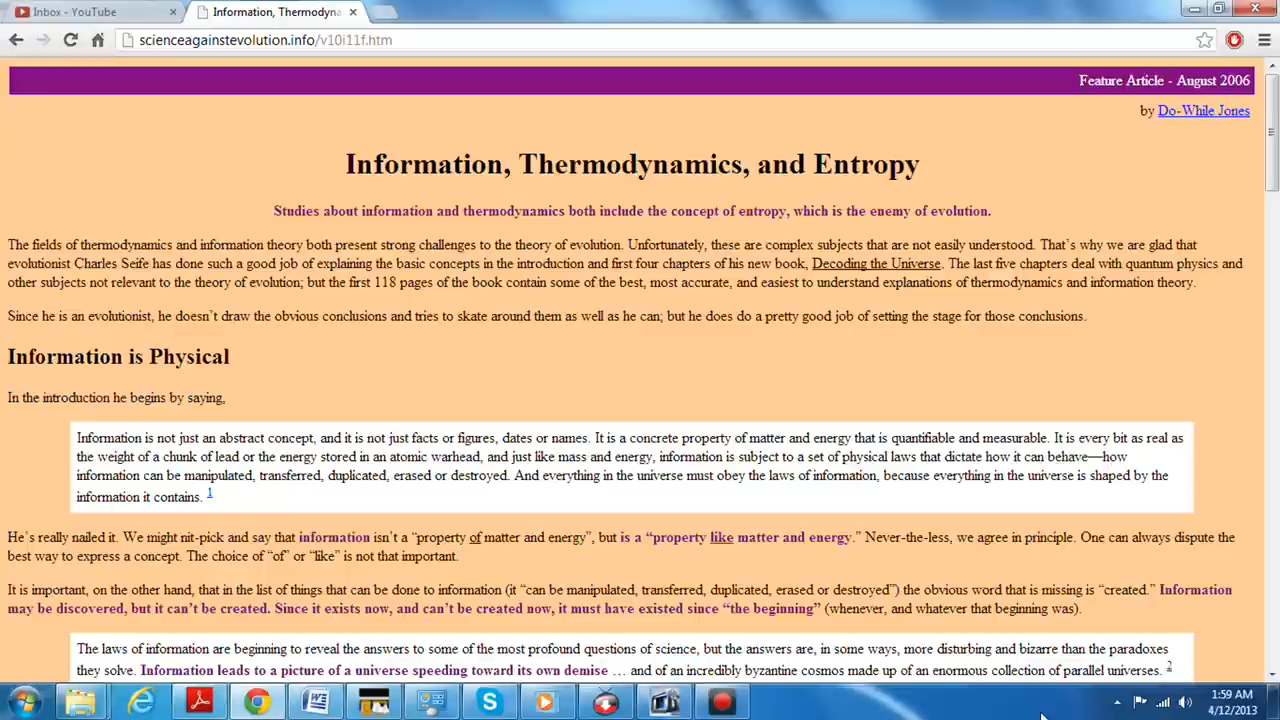 Inbox - YouTube
Information, Thermodyna
scienceagainstevolution.info/v10i11f.htm
Feature Article - August 2006
by Do-While Jones
Information, Thermodynamics, and Entropy
Studies about information and thermodynamics both include the concept of entropy, which is the enemy of evolution.
The fields of thermodynamics and information theory both present strong challenges to the theory of evolution. Unfortunately, these are complex subjects that are not easily understood. That's why we are glad that
evolutionist Charles Seife has done such a good job of explaining the basic concepts in the introduction and first four chapters of his new book, Decoding the Universe. The last five chapters deal with quantum physics and
other subjects not relevant to the theory of evolution; but the first 118 pages of the book contain some of the best, most accurate, and easiest to understand explanations of thermodynamics and information theory.
Since he is an evolutionist, he doesn't draw the obvious conclusions and tries to skate around them as well as he can; but he does do a pretty good job of setting the stage for those conclusions.
Information is Physical
In the introduction he begins by saying,
Information is not just an abstract concept, and it is not just facts or figures, dates or names. It is a concrete property of matter and energy that is quantifiable and measurable. It is every bit as real as
the weight of a chunk of lead or the energy stored in an atomic warhead, and just like mass and energy, information is subject to a set of physical laws that dictate how it can behave—how
information can be manipulated, transferred, duplicated, erased or destroyed. And everything in the universe must obey the laws of information, because everything in the universe is shaped by the
information it contains. 1
He's really nailed it. We might nit-pick and say that information isn't a “property of matter and energy”, but is a “property like matter and energy.” Never-the-less, we agree in principle. One can always dispute the
best way to express a concept. The choice of “of” or “like” is not that important.
It is important, on the other hand, that in the list of things that can be done to information (it “can be manipulated, transferred, duplicated, erased or destroyed”) the obvious word that is missing is “created.” Information
may be discovered, but it can't be created. Since it exists now, and can't be created now, it must have existed since “the beginning” (whenever, and whatever that beginning was).
The laws of information are beginning to reveal the answers to some of the most profound questions of science, but the answers are, in some ways, more disturbing and bizarre than the paradoxes
they solve. Information leads to a picture of a universe speeding toward its own demise … and of an incredibly byzantine cosmos made up of an enormous collection of parallel universes. 2
1:59 AM
4/12/2013